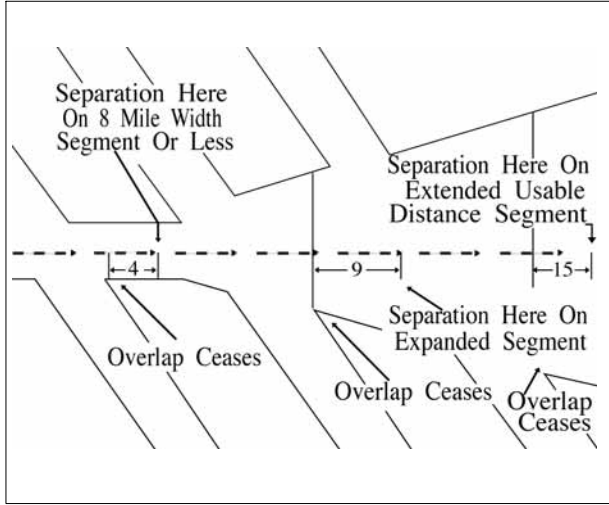 Separation Here
On 8 Mile Width
Segment Or Less
Separation Here On
Extended Usable
Distance Segment
4
9
15
Overlap Ceases
Separation Here On
Expanded Segment
Overlap Ceases
Overlap
Ceases